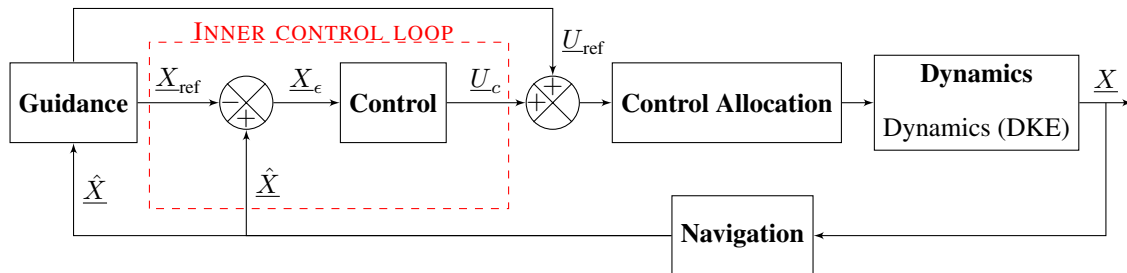 INNER CONTROL LOOP
U_ref
Guidance
X_ref
−
+
X_ϵ
Control
U_c
+
+
Control Allocation
Dynamics
Dynamics (DKE)
X
X̂
X̂
Navigation